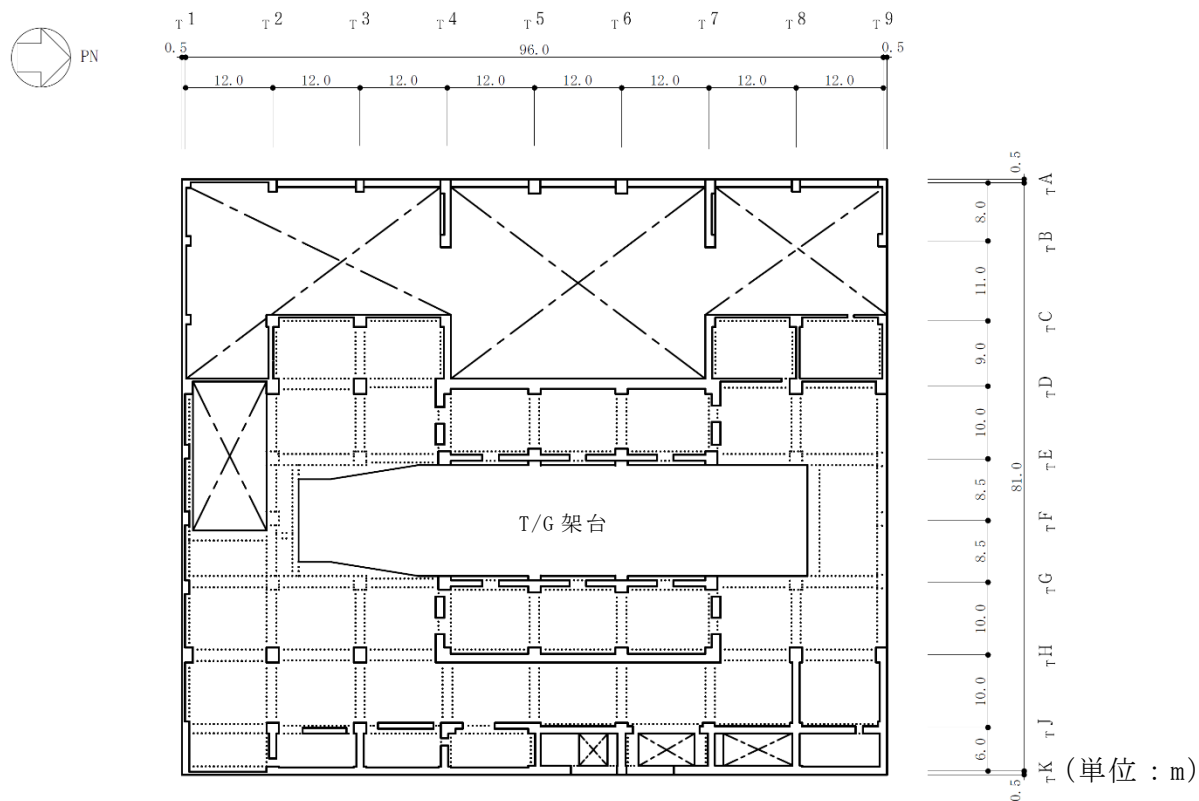 T1 T2 T3 T4 T5 T6 T7 T8 T9
PN
0.5 96.0 0.5
12.0 12.0 12.0 12.0 12.0 12.0 12.0 12.0
0.5
TA
8.0
TB
11.0
TC
9.0
TD
10.0
TE
8.5
81.0
TF
8.5
TG
10.0
TH
10.0
TJ
6.0
TK
0.5
T/G 架台
(単位:m)